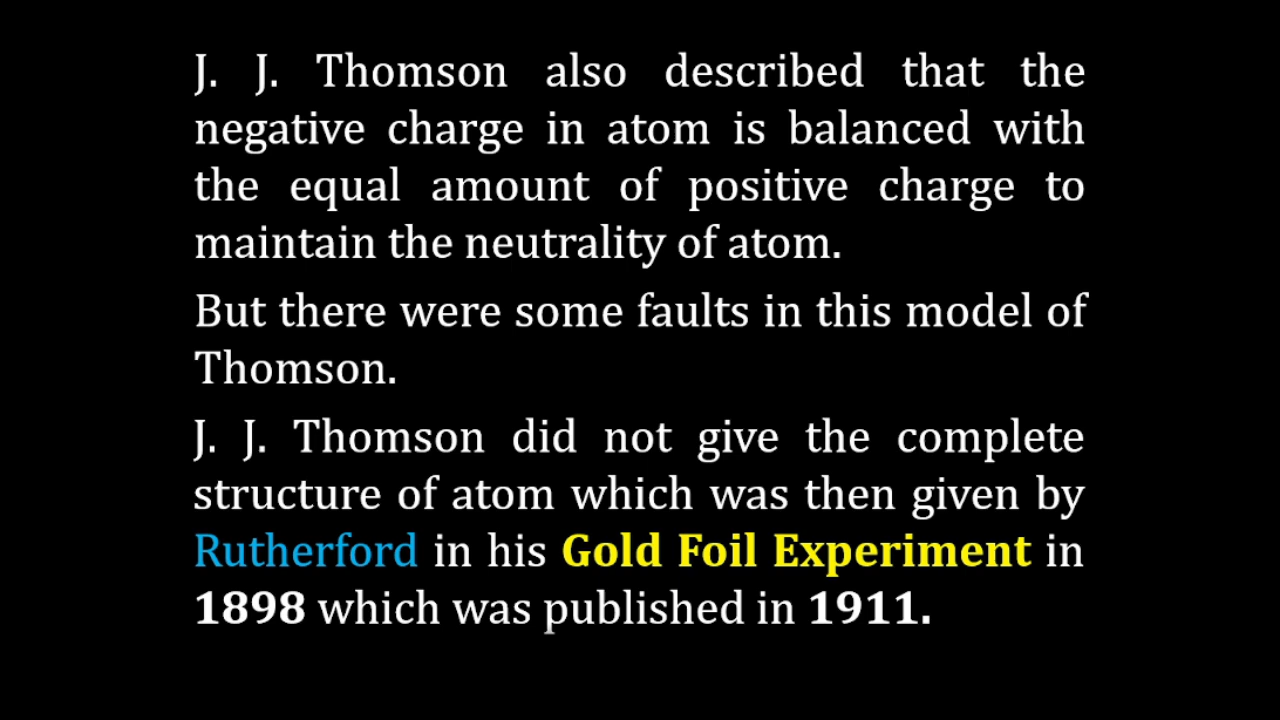 J. J. Thomson also described that the
negative charge in atom is balanced with
the equal amount of positive charge to
maintain the neutrality of atom.
But there were some faults in this model of
Thomson.
J. J. Thomson did not give the complete
structure of atom which was then given by
Rutherford in his Gold Foil Experiment in
1898 which was published in 1911.